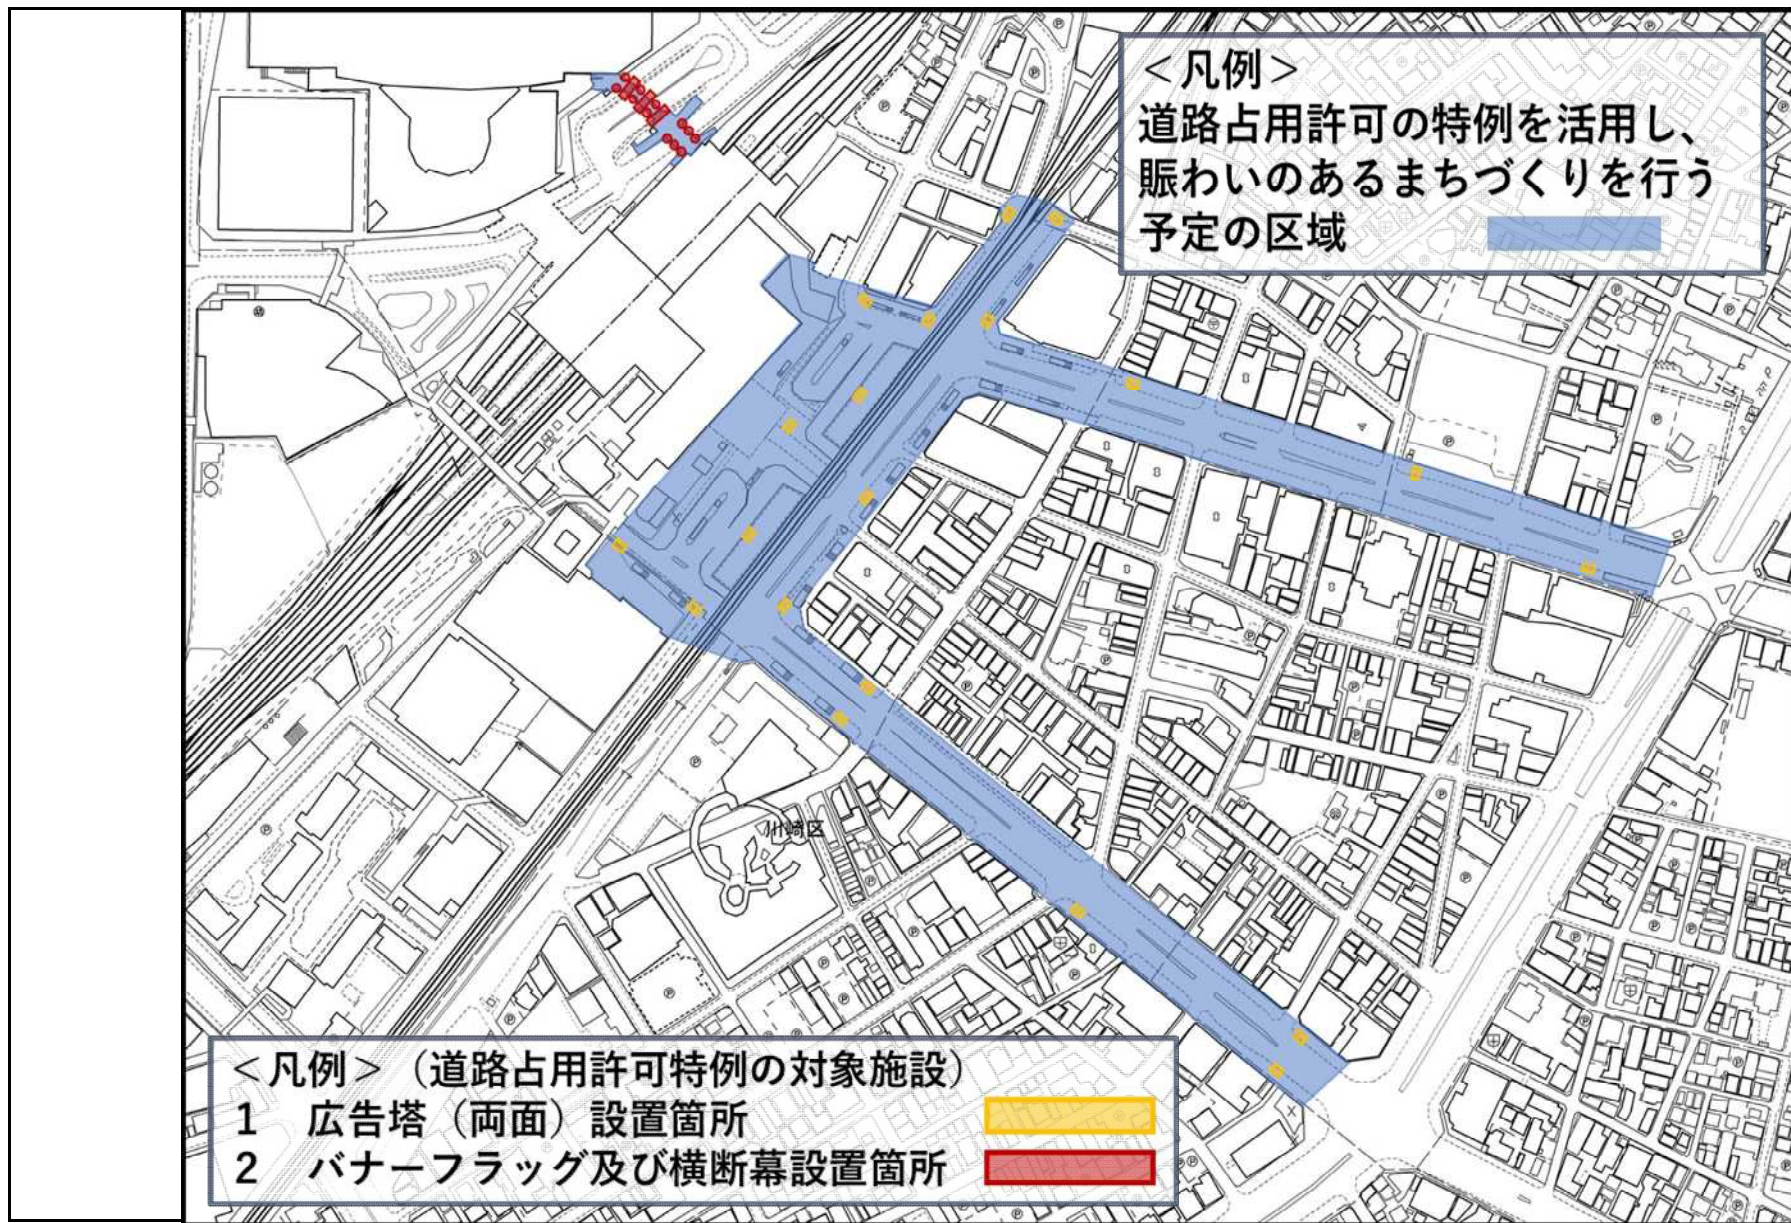 <凡例>
道路占用許可の特例を活用し、
賑わいのあるまちづくりを行う
予定の区域
川崎区
<凡例>(道路占用許可特例の対象施設)
1 広告塔(両面)設置箇所
2 バナーフラッグ及び横断幕設置箇所